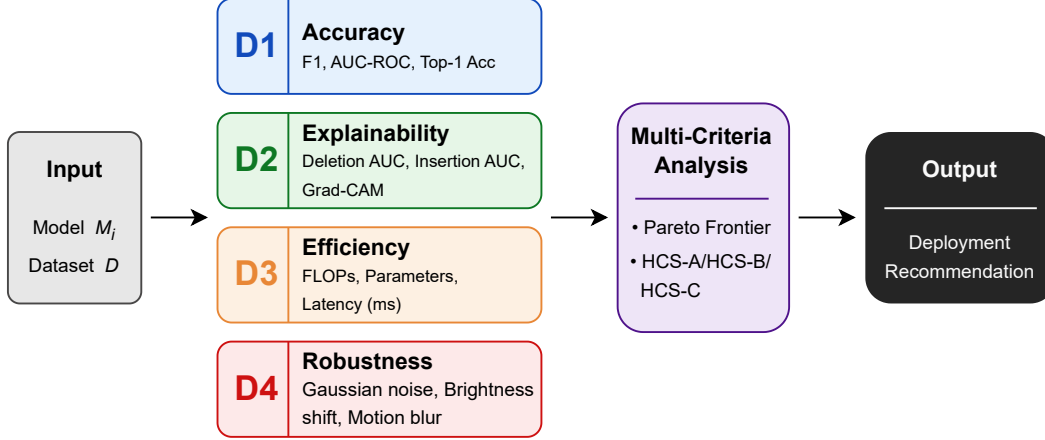 Input
Model M_i
Dataset D
D1
Accuracy
F1, AUC-ROC, Top-1 Acc
D2
Explainability
Deletion AUC, Insertion AUC,
Grad-CAM
D3
Efficiency
FLOPs, Parameters,
Latency (ms)
D4
Robustness
Gaussian noise, Brightness
shift, Motion blur
Multi-Criteria
Analysis
• Pareto Frontier
• HCS-A/HCS-B/
HCS-C
Output
Deployment
Recommendation